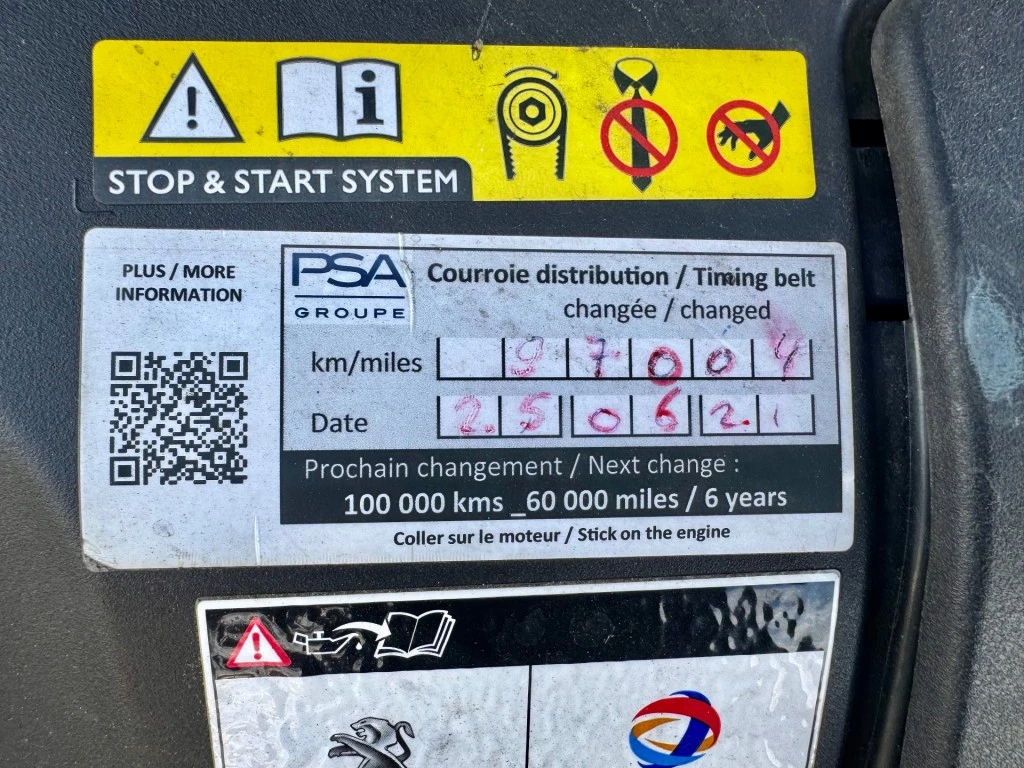 STOP & START SYSTEM
PLUS / MORE
INFORMATION
PSA
GROUPE
Courroie distribution / Timing belt
changée / changed
km/miles 97004
Date 25 06 21
Prochain changement / Next change :
100 000 kms _60 000 miles / 6 years
Coller sur le moteur / Stick on the engine